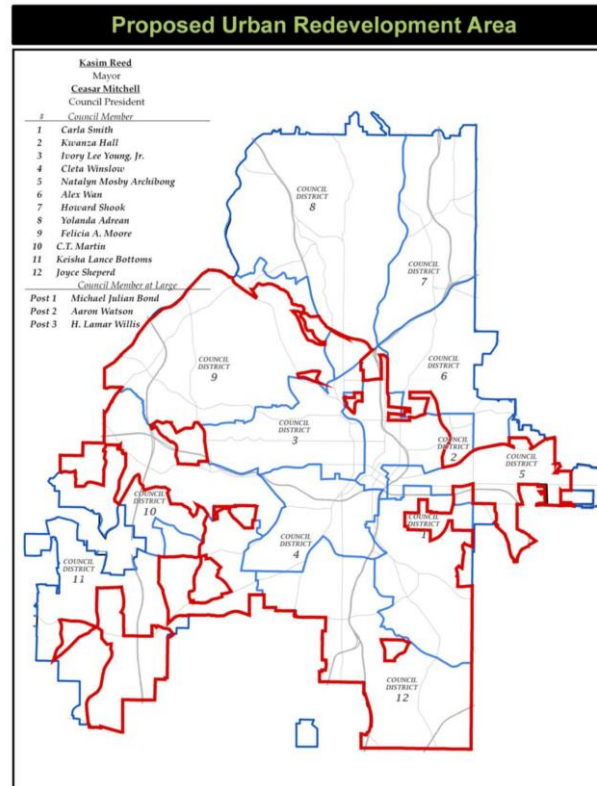 Proposed Urban Redevelopment Area
Kasim Reed
Mayor
Ceasar Mitchell
Council President
# Council Member
1 Carla Smith
2 Kwanza Hall
3 Ivory Lee Young, Jr.
4 Cleta Winslow
5 Natalyn Mosby Archibong
6 Alex Wan
7 Howard Shook
8 Yolanda Adrean
9 Felicia A. Moore
10 C.T. Martin
11 Keisha Lance Bottoms
12 Joyce Sheperd
Council Member at Large
Post 1 Michael Julian Bond
Post 2 Aaron Watson
Post 3 H. Lamar Willis
COUNCIL
DISTRICT
8
COUNCIL
DISTRICT
7
COUNCIL
DISTRICT
9
COUNCIL
DISTRICT
6
COUNCIL
DISTRICT
3
COUNCIL
DISTRICT
2
COUNCIL
DISTRICT
5
COUNCIL
DISTRICT
10
COUNCIL
DISTRICT
1
COUNCIL
DISTRICT
4
COUNCIL
DISTRICT
11
COUNCIL
DISTRICT
12